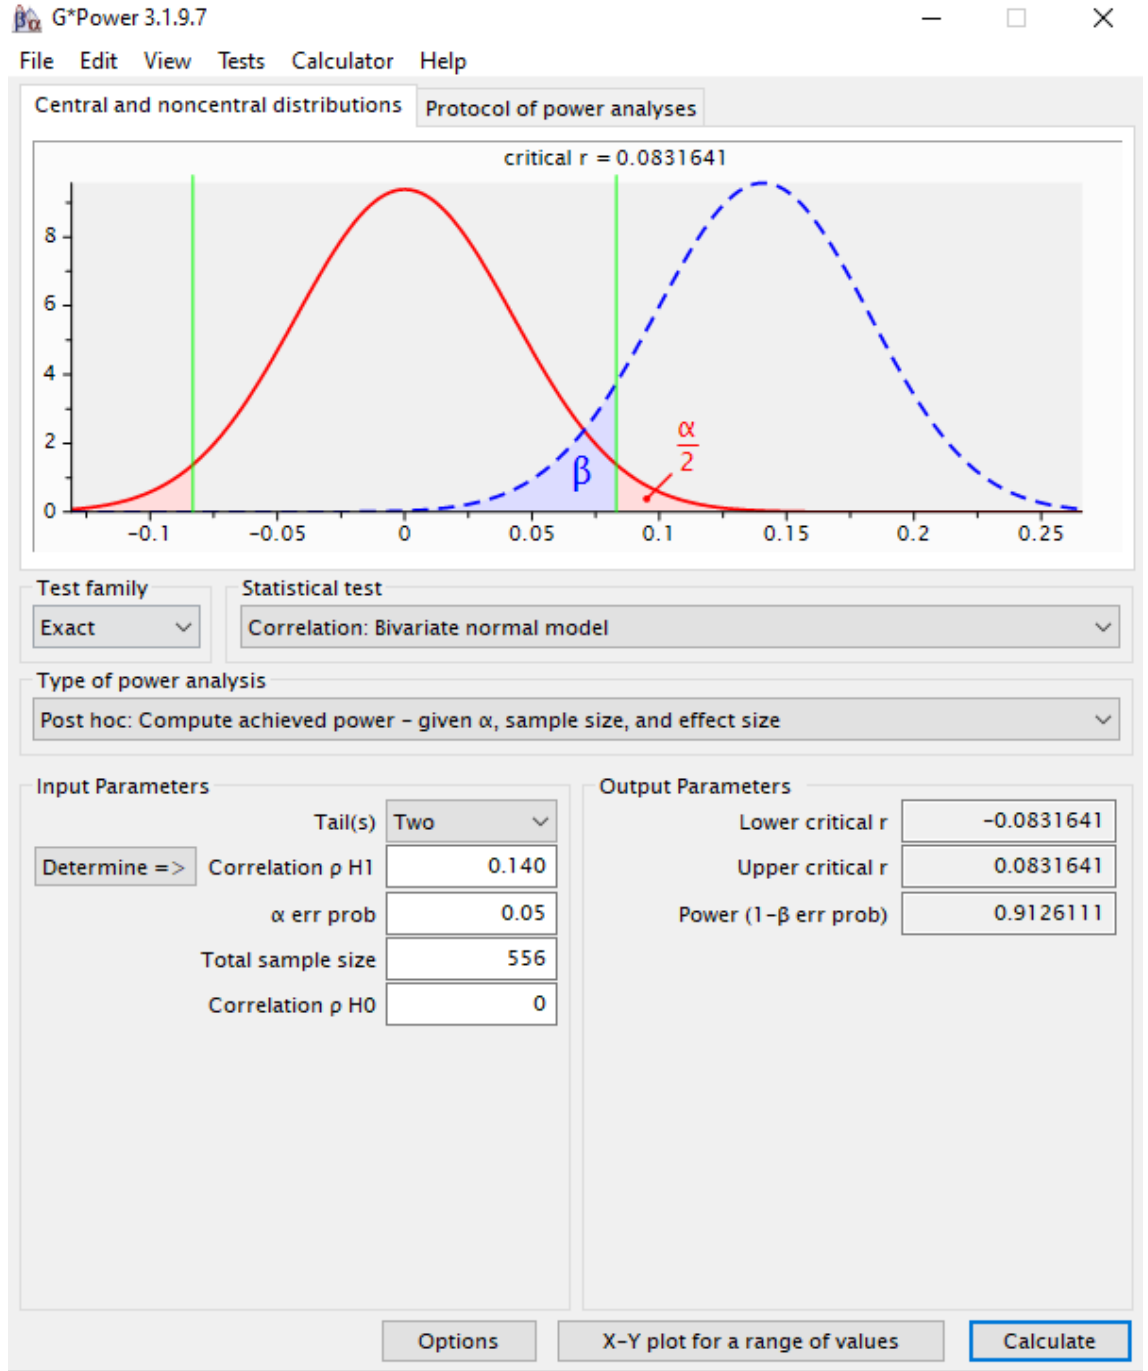 G*Power 3.1.9.7
File Edit View Tests Calculator Help
Central and noncentral distributions Protocol of power analyses
critical r = 0.0831641
8
6
4
2
0
β
α
2
-0.1 -0.05 0 0.05 0.1 0.15 0.2 0.25
Test family Statistical test
Exact Correlation: Bivariate normal model
Type of power analysis
Post hoc: Compute achieved power - given α, sample size, and effect size
Input Parameters
Tail(s) Two
Determine => Correlation ρ H1 0.140
α err prob 0.05
Total sample size 556
Correlation ρ H0 0
Output Parameters
Lower critical r -0.0831641
Upper critical r 0.0831641
Power (1-β err prob) 0.9126111
Options X-Y plot for a range of values Calculate